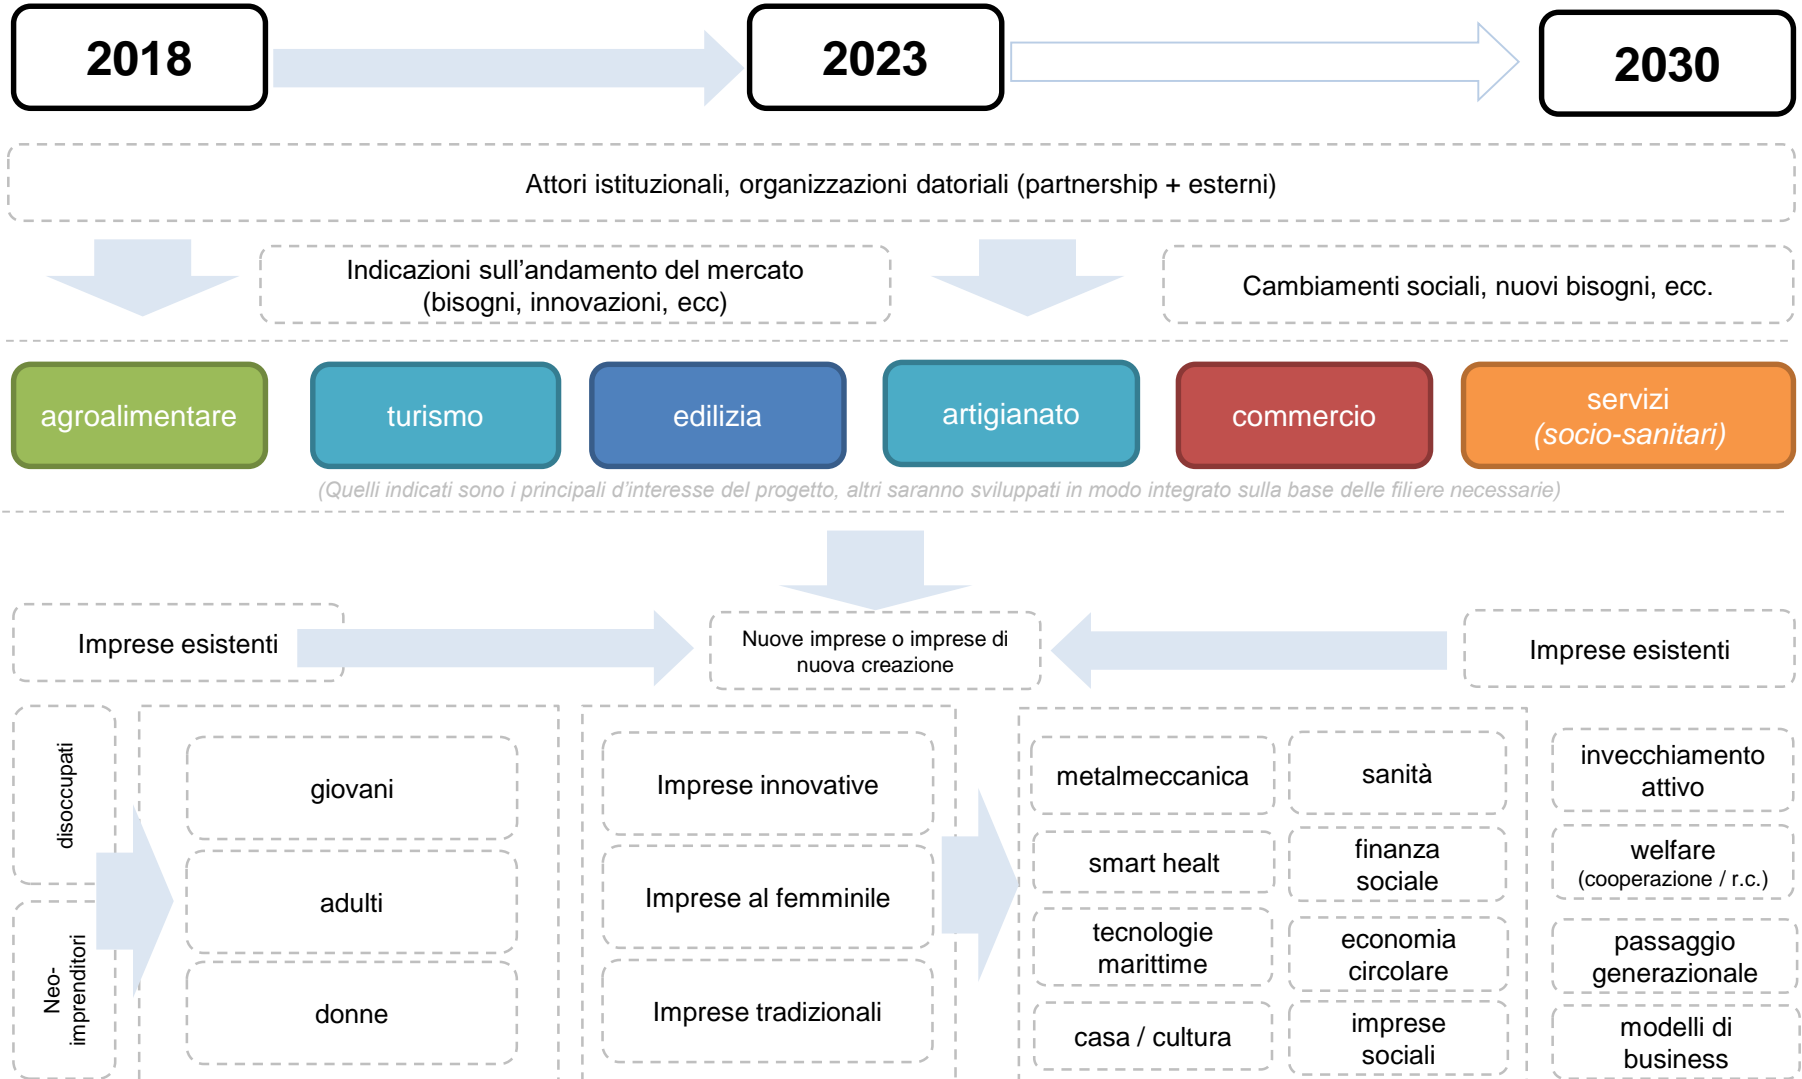 2018
2023
2030
Attori istituzionali, organizzazioni datoriali (partnership + esterni)
Indicazioni sull’andamento del mercato
(bisogni, innovazioni, ecc)
Cambiamenti sociali, nuovi bisogni, ecc.
agroalimentare
turismo
edilizia
artigianato
commercio
servizi
(socio-sanitari)
(Quelli indicati sono i principali d’interesse del progetto, altri saranno sviluppati in modo integrato sulla base delle filiere necessarie)
Imprese esistenti
Nuove imprese o imprese di
nuova creazione
Imprese esistenti
disoccupati
Neo-
imprenditori
giovani
adulti
donne
Imprese innovative
Imprese al femminile
Imprese tradizionali
metalmeccanica
sanità
smart healt
finanza
sociale
tecnologie
marittime
economia
circolare
casa / cultura
imprese
sociali
invecchiamento
attivo
welfare
(cooperazione / r.c.)
passaggio
generazionale
modelli di
business